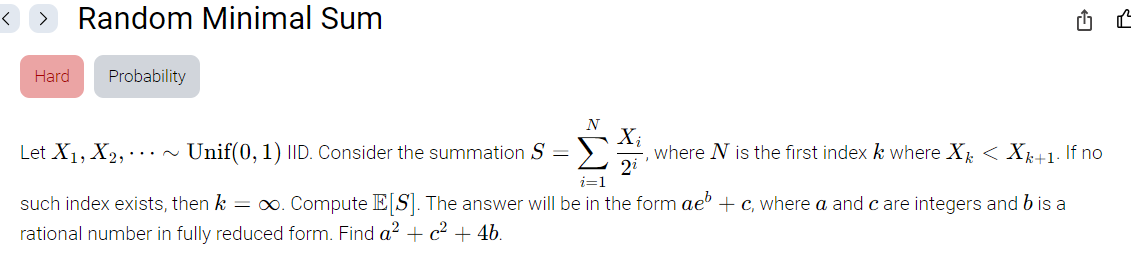 Random Minimal Sum
Hard Probability
Let X₁, X₂, ⋯ ∼ Unif(0, 1) IID. Consider the summation S = ∑_{i=1}^{N} X_i/2^i, where N is the first index k where X_k < X_{k+1}. If no
such index exists, then k = ∞. Compute 𝔼[S]. The answer will be in the form ae^b + c, where a and c are integers and b is a
rational number in fully reduced form. Find a² + c² + 4b.